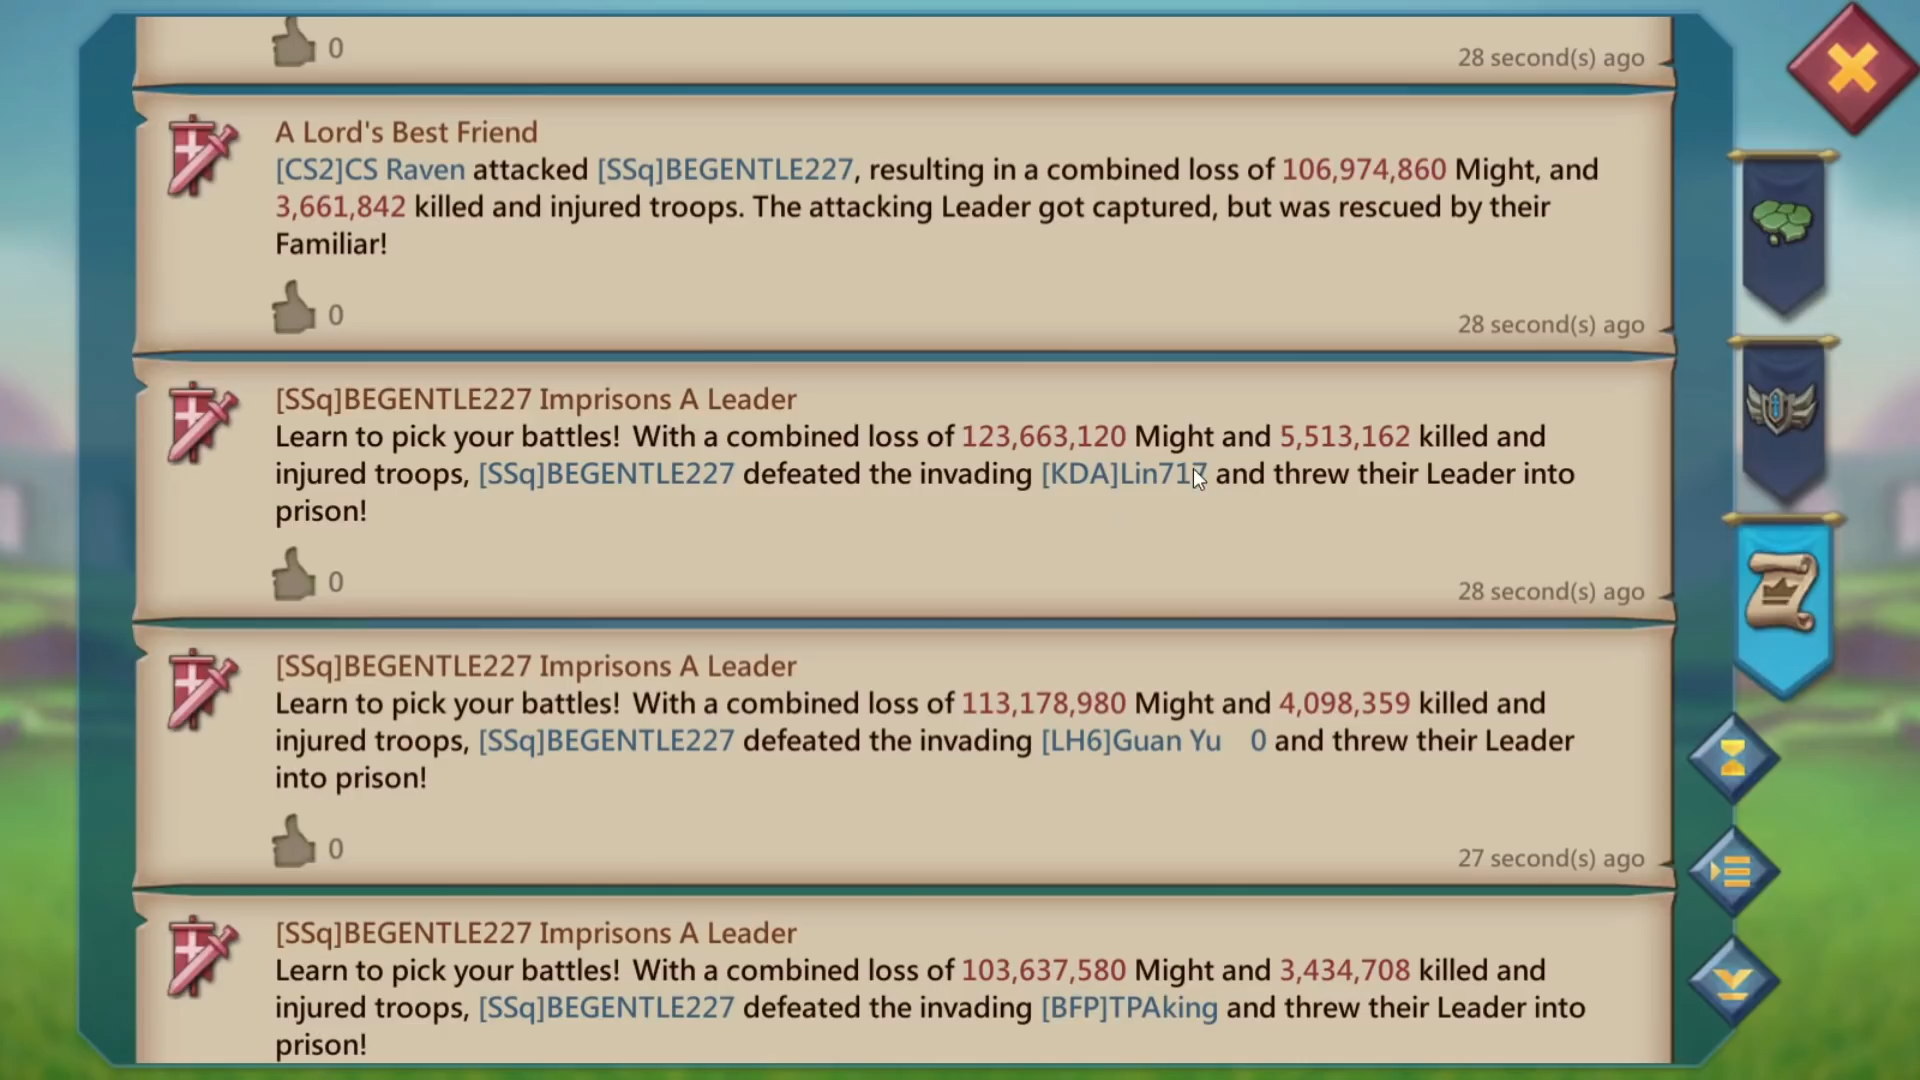 0
28 second(s) ago
A Lord's Best Friend
[CS2]CS Raven attacked [SSq]BEGENTLE227, resulting in a combined loss of 106,974,860 Might, and
3,661,842 killed and injured troops. The attacking Leader got captured, but was rescued by their
Familiar!
0
28 second(s) ago
[SSq]BEGENTLE227 Imprisons A Leader
Learn to pick your battles! With a combined loss of 123,663,120 Might and 5,513,162 killed and
injured troops, [SSq]BEGENTLE227 defeated the invading [KDA]Lin717 and threw their Leader into
prison!
0
28 second(s) ago
[SSq]BEGENTLE227 Imprisons A Leader
Learn to pick your battles! With a combined loss of 113,178,980 Might and 4,098,359 killed and
injured troops, [SSq]BEGENTLE227 defeated the invading [LH6]Guan Yu 0 and threw their Leader
into prison!
0
27 second(s) ago
[SSq]BEGENTLE227 Imprisons A Leader
Learn to pick your battles! With a combined loss of 103,637,580 Might and 3,434,708 killed and
injured troops, [SSq]BEGENTLE227 defeated the invading [BFP]TPAking and threw their Leader into
prison!